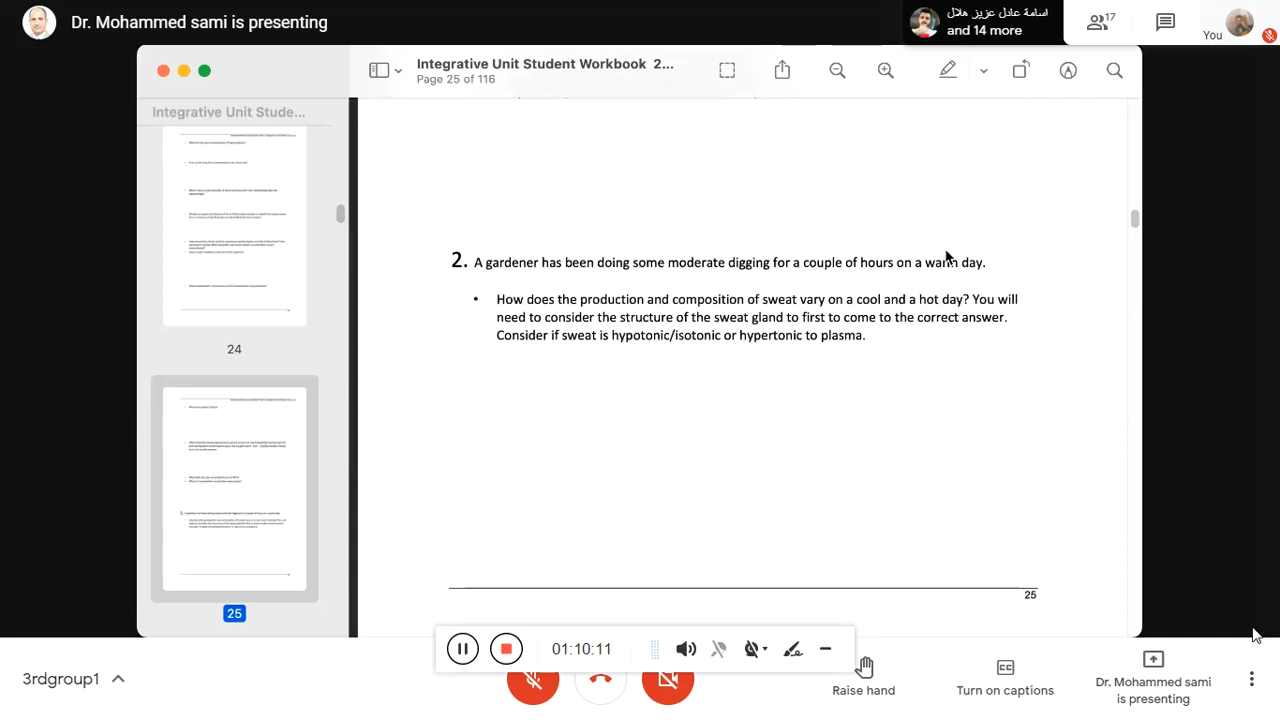 Dr. Mohammed sami is presenting
اسامة عادل عزيز هلال
and 14 more
17
You
Integrative Unit Student Workbook 2...
Page 25 of 116
Integrative Unit Stude...
24
25
2. A gardener has been doing some moderate digging for a couple of hours on a warm day.
• How does the production and composition of sweat vary on a cool and a hot day? You will
need to consider the structure of the sweat gland to first to come to the correct answer.
Consider if sweat is hypotonic/isotonic or hypertonic to plasma.
25
01:10:11
3rdgroup1
Raise hand
Turn on captions
Dr. Mohammed sami
is presenting